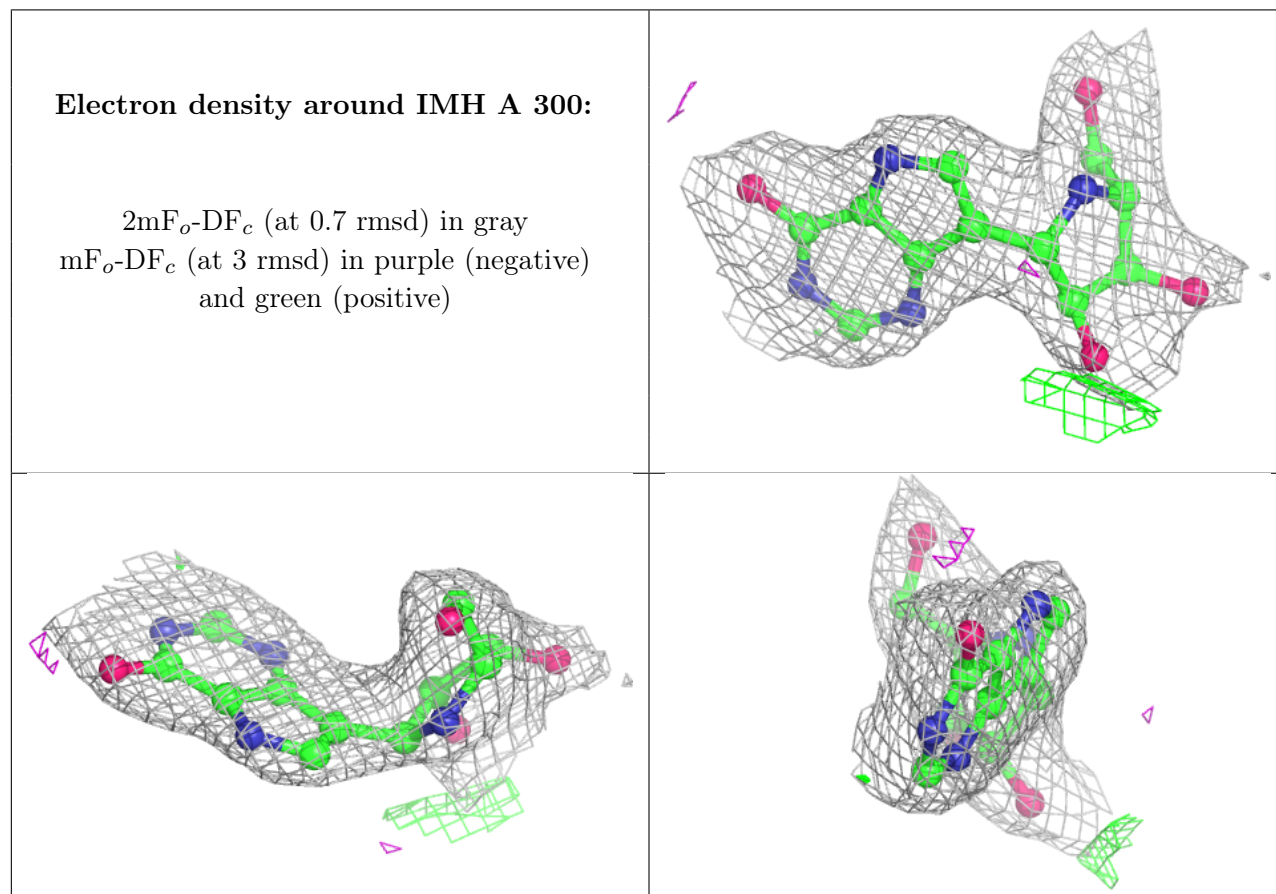 Electron density around IMH A 300:
2mFo-DFc (at 0.7 rmsd) in gray
mFo-DFc (at 3 rmsd) in purple (negative)
and green (positive)